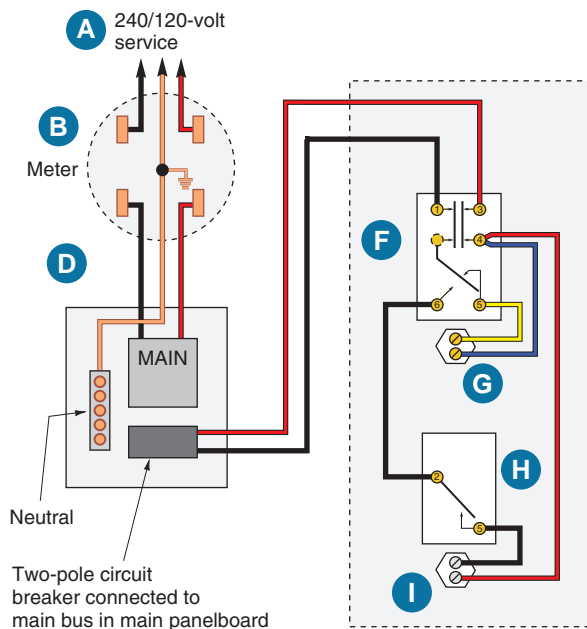 A
240/120-volt
service
B
Meter
D
MAIN
Neutral
Two-pole circuit
breaker connected to
main bus in main panelboard
1
3
F
4
6
5
G
H
2
5
I